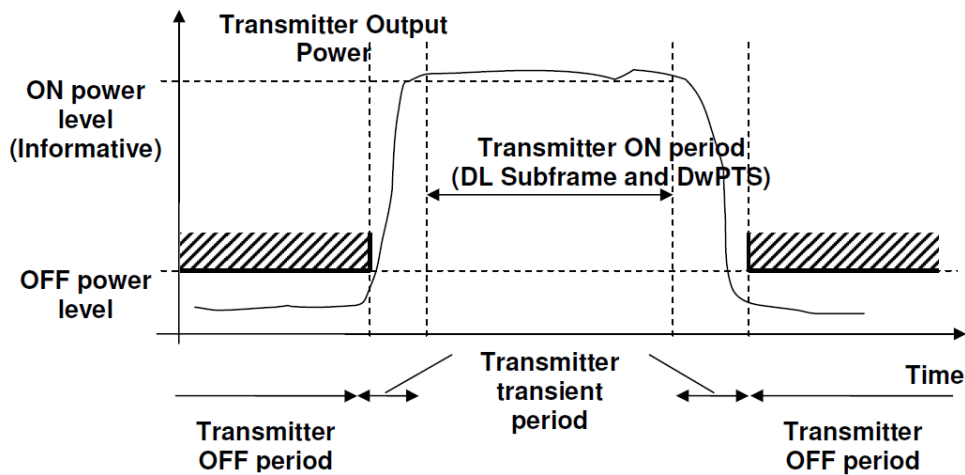 Transmitter Output
Power
ON power
level
(Informative)
Transmitter ON period
(DL Subframe and DwPTS)
OFF power
level
Transmitter
transient
period
Time
Transmitter
OFF period
Transmitter
OFF period